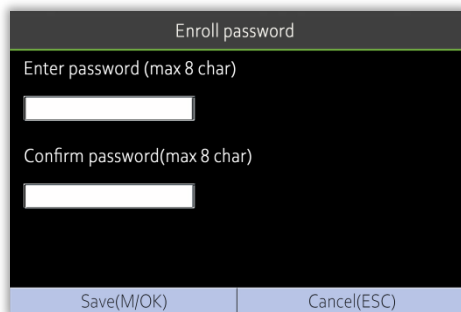 Enroll password
Enter password (max 8 char)
Confirm password(max 8 char)
Save(M/OK)
Cancel(ESC)